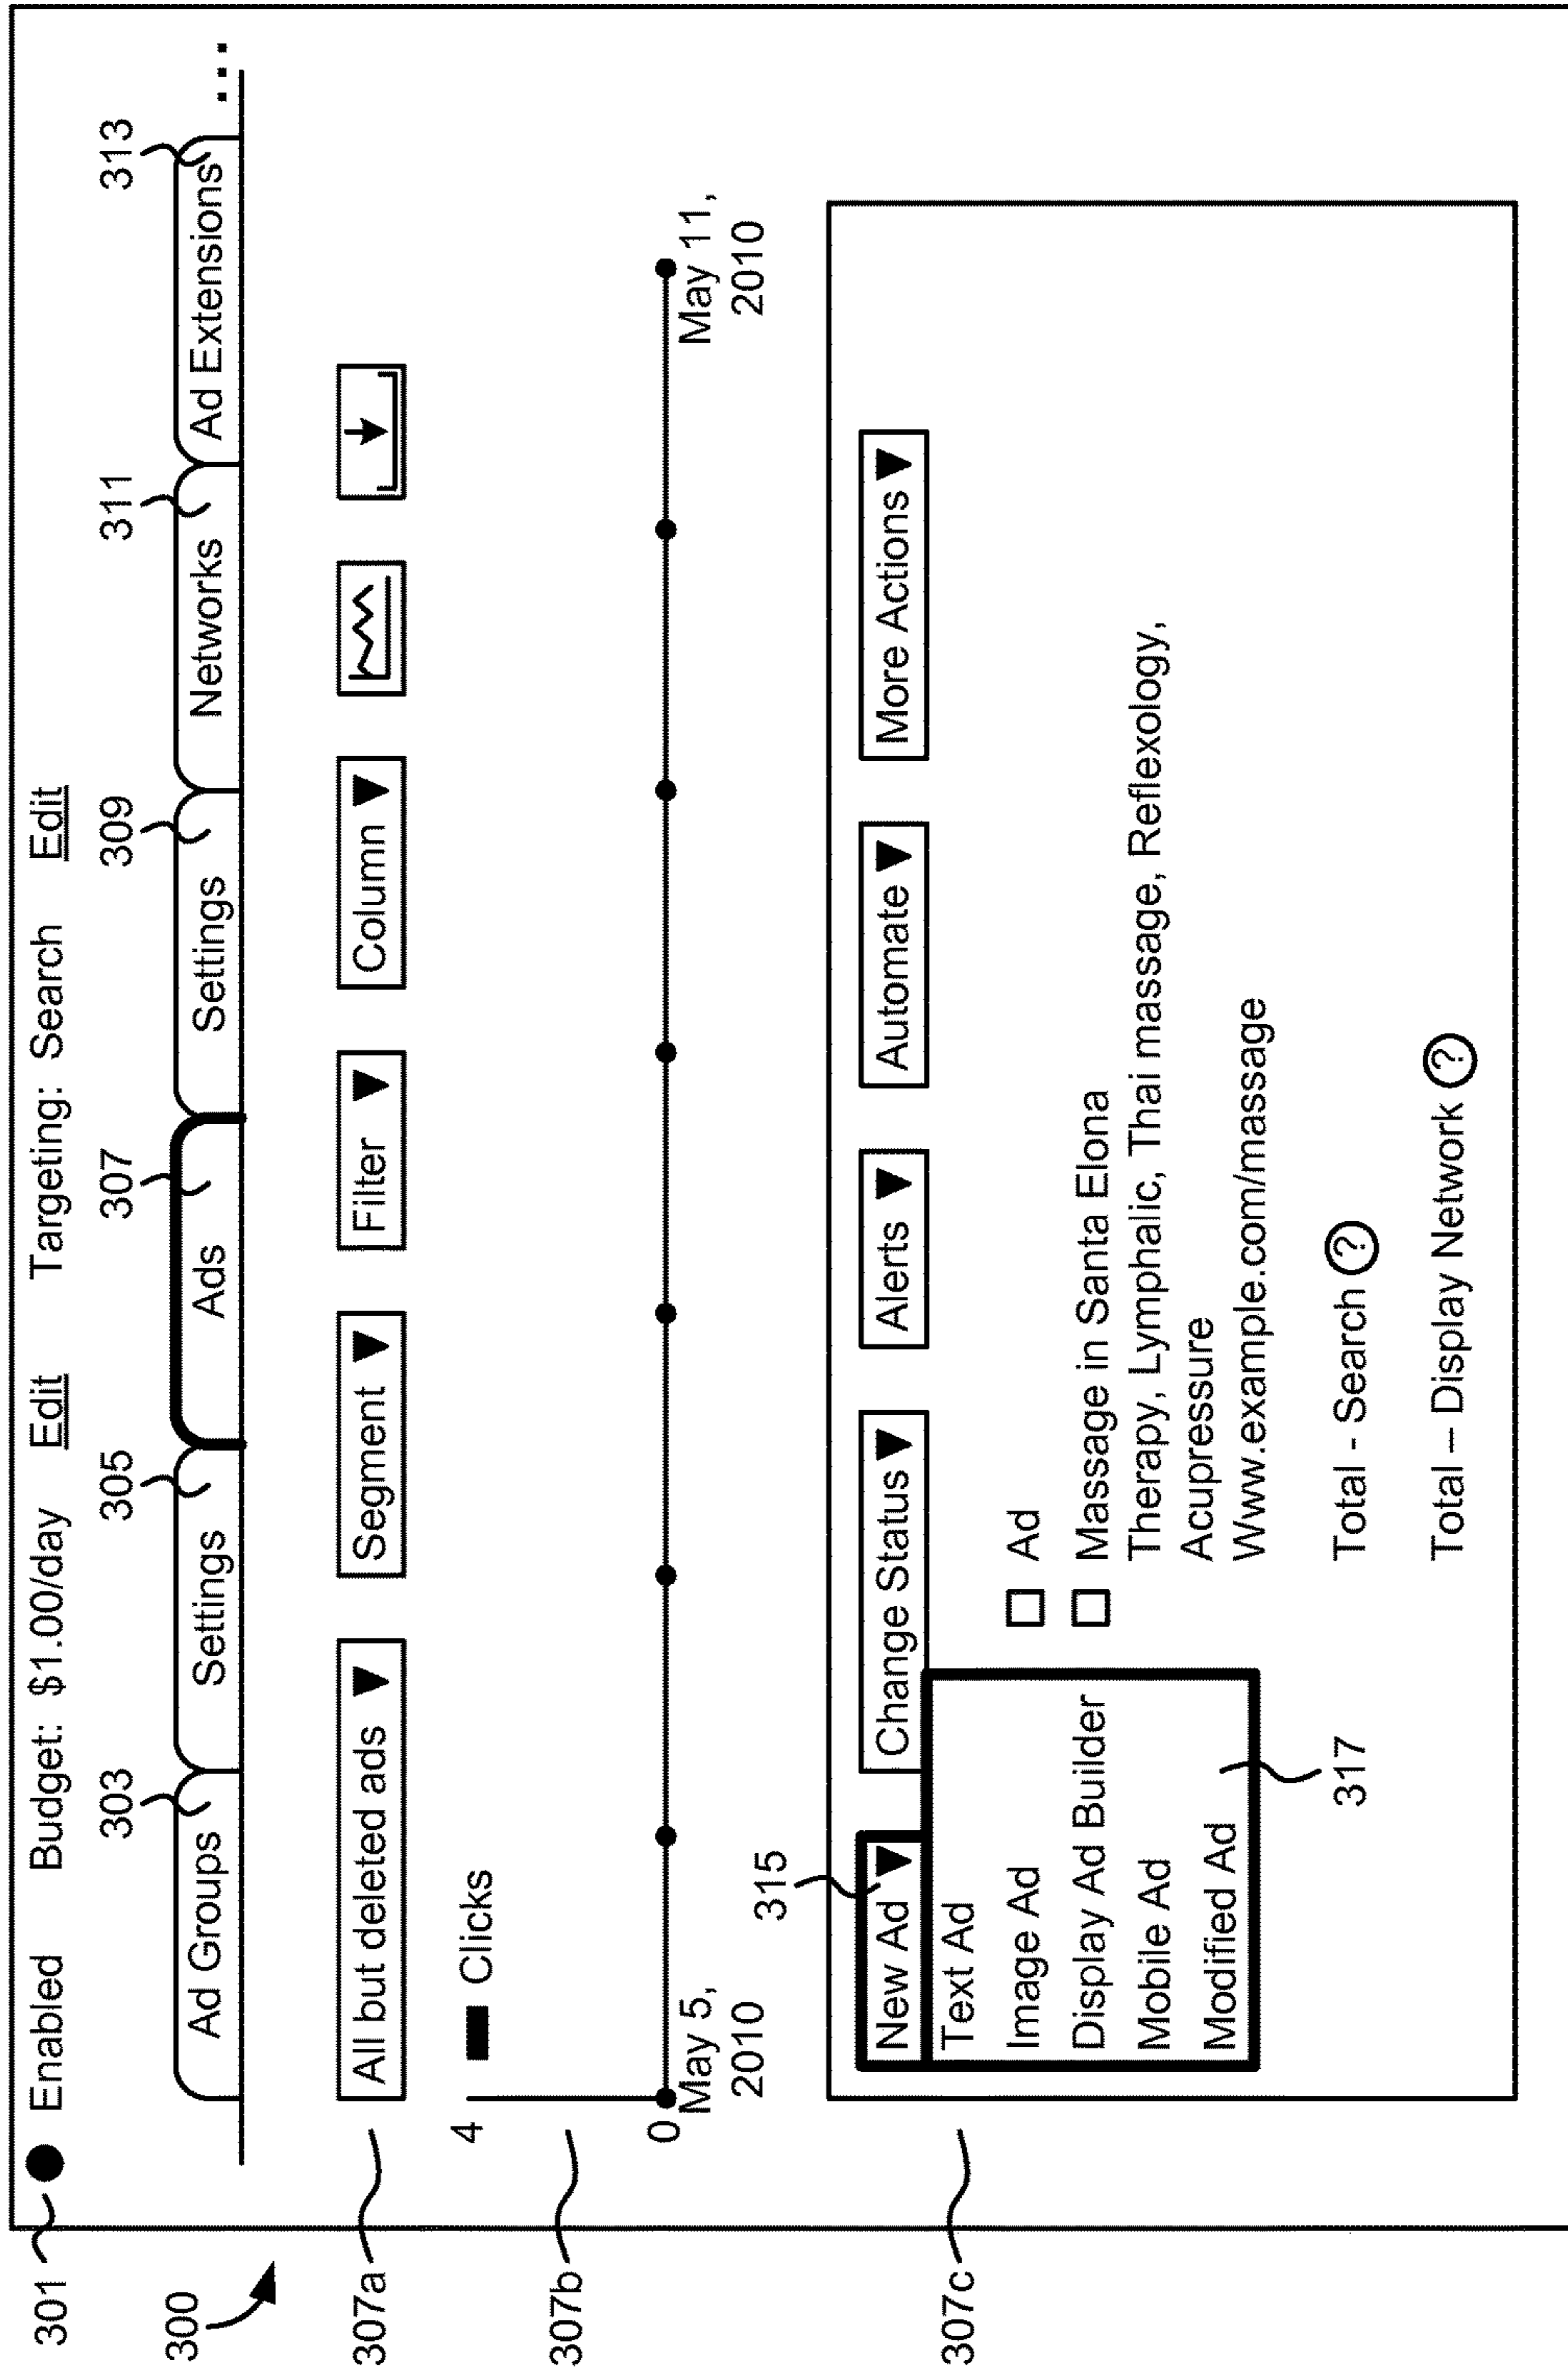 301 Enabled Budget: $1.00/day Edit Targeting: Search Edit
300
303 305 307 309 311 313
Ad Groups Settings Ads Settings Networks Ad Extensions ...
307a
All but deleted ads ▼ Segment ▼ Filter ▼ Column ▼
4 Clicks
307b
0
May 5, May 11,
2010 2010
315
307c
New Ad ▼ Change Status ▼ Alerts ▼ Automate ▼ More Actions ▼
Text Ad
Image Ad
Display Ad Builder
Mobile Ad
Modified Ad
317
Ad
Massage in Santa Elona
Therapy, Lymphalic, Thai massage, Reflexology,
Acupressure
Www.example.com/massage
Total - Search ?
Total – Display Network ?